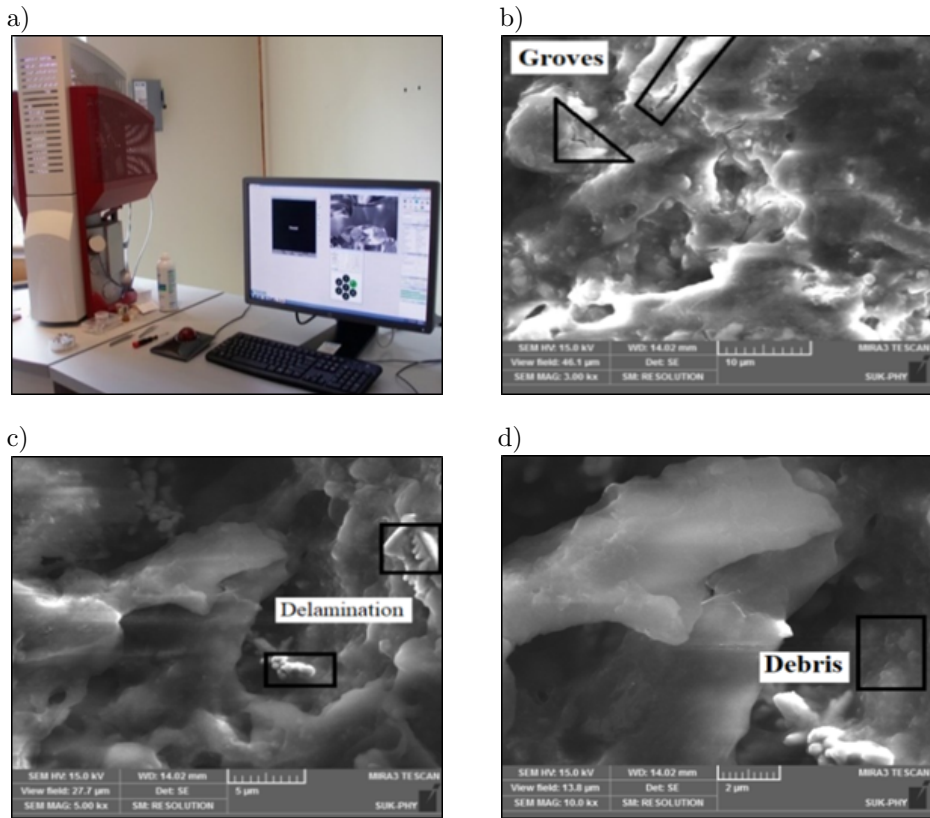 a)
b)
Groves
SEM HV: 15.0 kV WD: 14.02 mm MIRA3 TESCAN
View field: 46.1 µm Det: SE 10 µm
SEM MAG: 3.00 kx SM: RESOLUTION SUK-PHY
c)
Delamination
SEM HV: 15.0 kV WD: 14.02 mm MIRA3 TESCAN
View field: 27.7 µm Det: SE 5 µm
SEM MAG: 5.00 kx SM: RESOLUTION SUK-PHY
d)
Debris
SEM HV: 15.0 kV WD: 14.02 mm MIRA3 TESCAN
View field: 13.8 µm Det: SE 2 µm
SEM MAG: 10.0 kx SM: RESOLUTION SUK-PHY